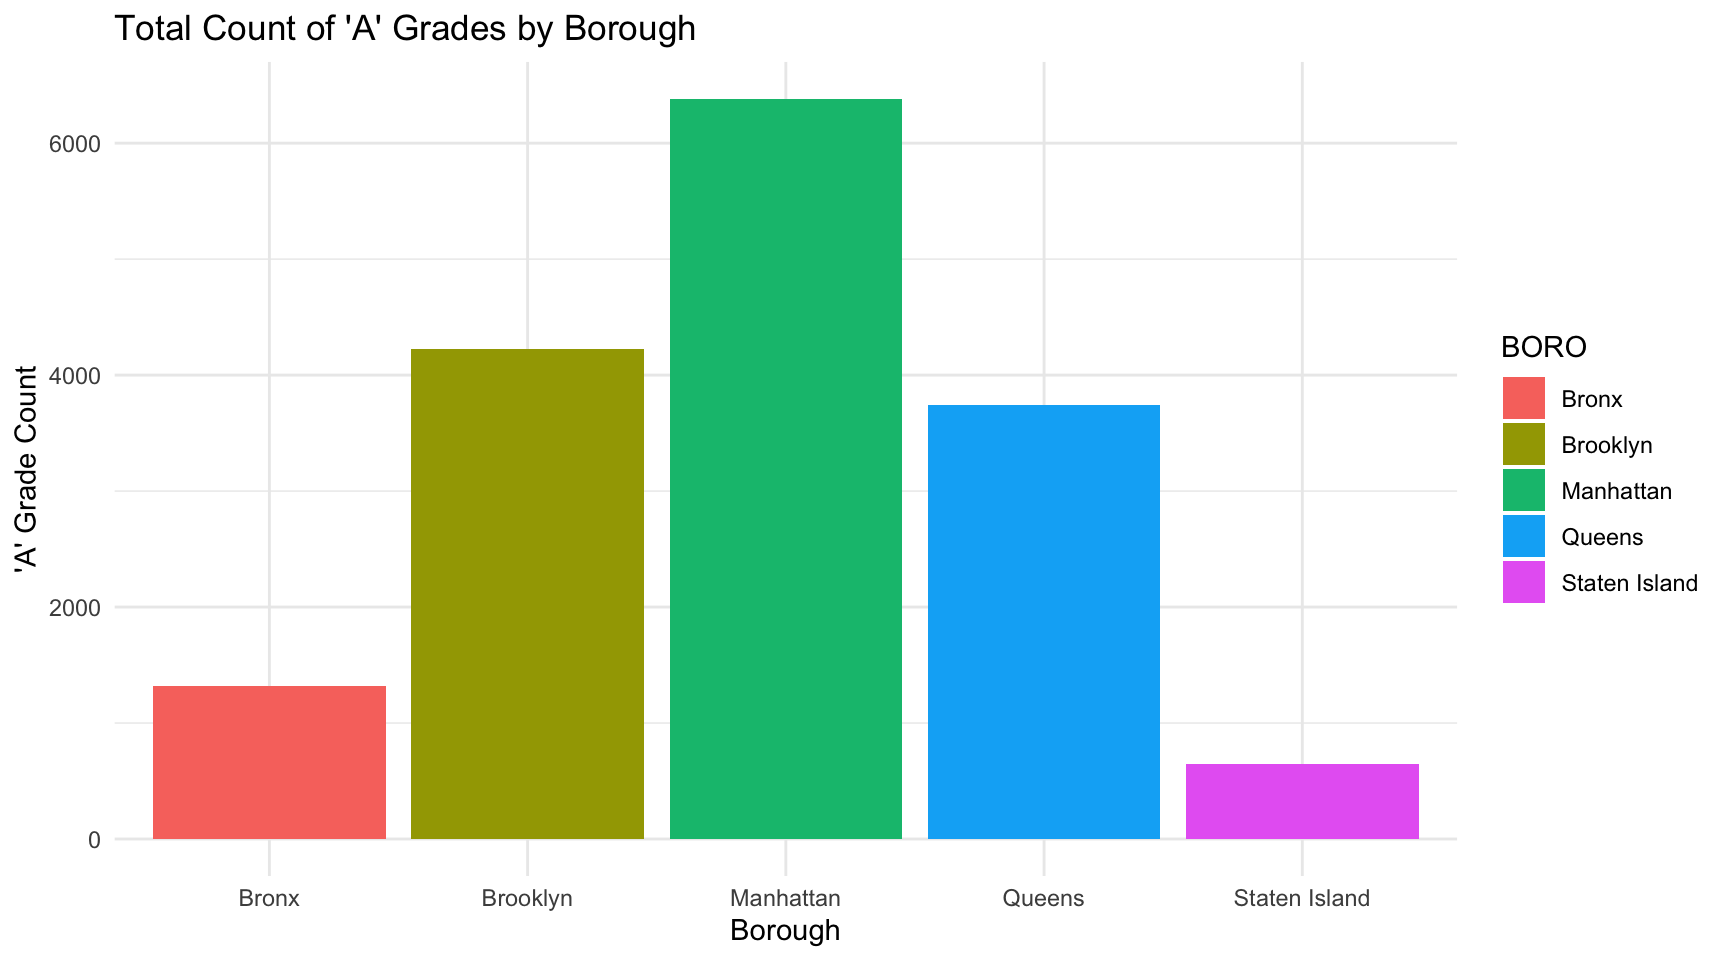 Total Count of 'A' Grades by Borough
'A' Grade Count
6000
4000
2000
0
Bronx
Brooklyn
Manhattan
Queens
Staten Island
Borough
BORO
Bronx
Brooklyn
Manhattan
Queens
Staten Island